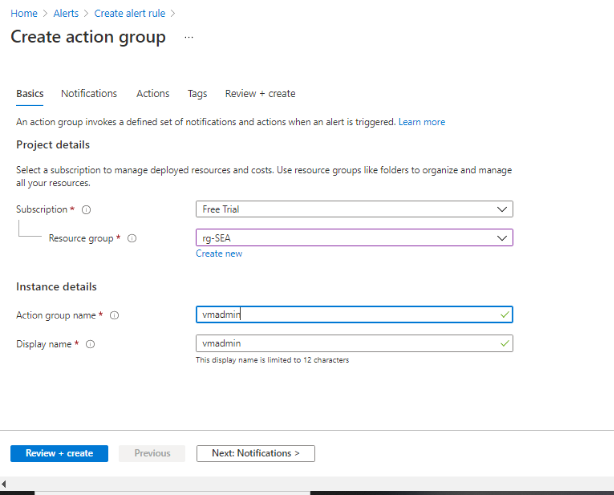 Home > Alerts > Create alert rule >
Create action group ...
Basics Notifications Actions Tags Review + create
An action group invokes a defined set of notifications and actions when an alert is triggered. Learn more
Project details
Select a subscription to manage deployed resources and costs. Use resource groups like folders to organize and manage
all your resources.
Subscription * Free Trial
Resource group * rg-SEA
Create new
Instance details
Action group name * vmadmin
Display name * vmadmin
This display name is limited to 12 characters
Review + create Previous Next: Notifications >